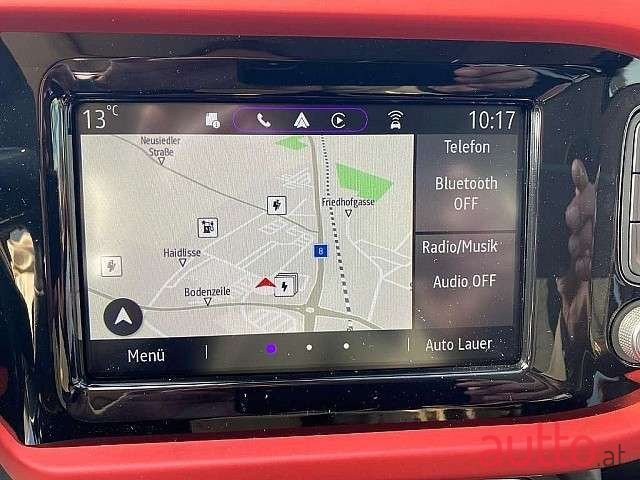 13°C
10:17
Neusiedler
Straße
Friedhofgasse
8
Haidlisse
Bodenzeile
Telefon
Bluetooth
OFF
Radio/Musik
Audio OFF
Menü
Auto Lauer
autto.at